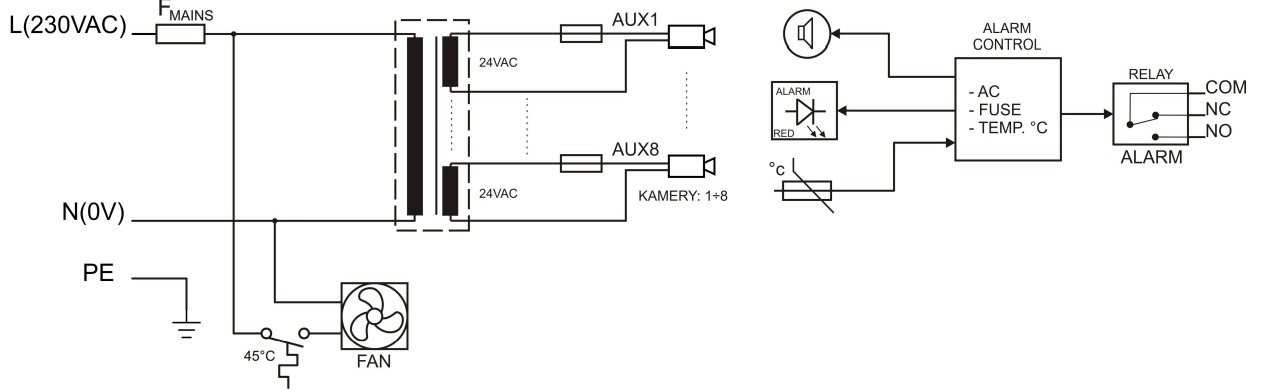 F MAINS
L(230VAC)
AUX1
24VAC
AUX8
24VAC
KAMERY: 1÷8
N(0V)
PE
45°C
FAN
ALARM
CONTROL
- AC
- FUSE
- TEMP. °C
ALARM
RED
°C
RELAY
COM
NC
NO
ALARM